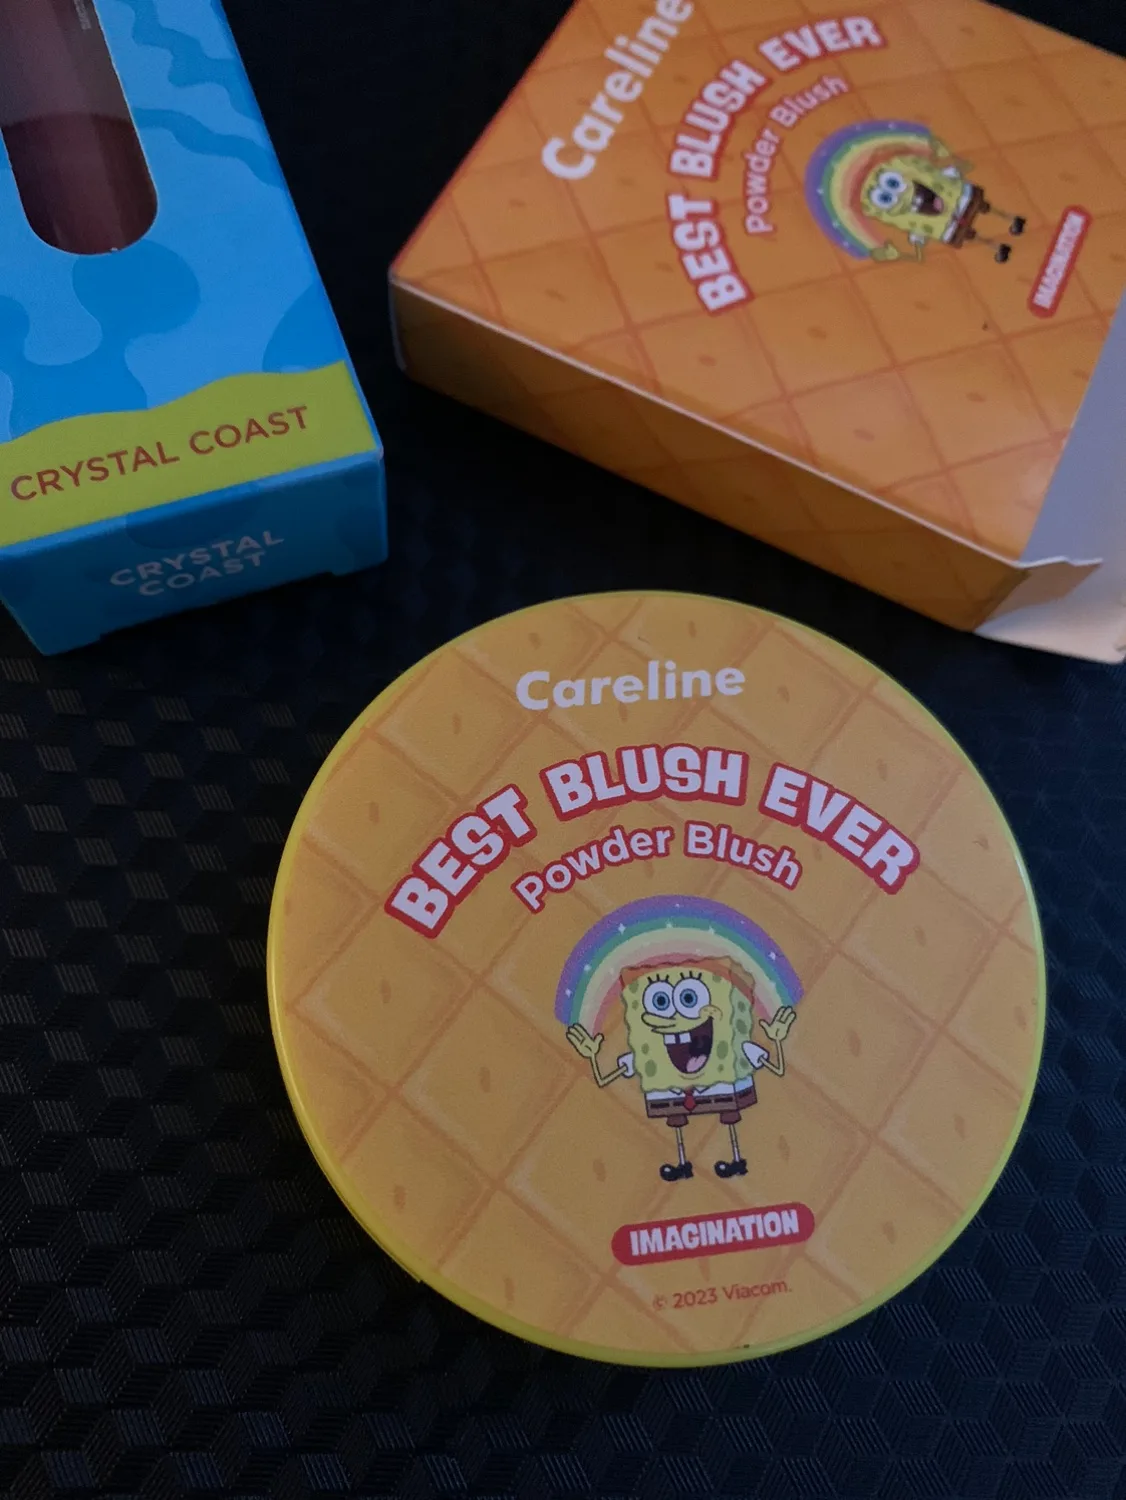 CRYSTAL COAST
CRYSTAL
COAST
Careline
BEST BLUSH EVER
Powder Blush
IMAGINATION
Careline
BEST BLUSH EVER
Powder Blush
IMAGINATION
© 2023 Viacom.